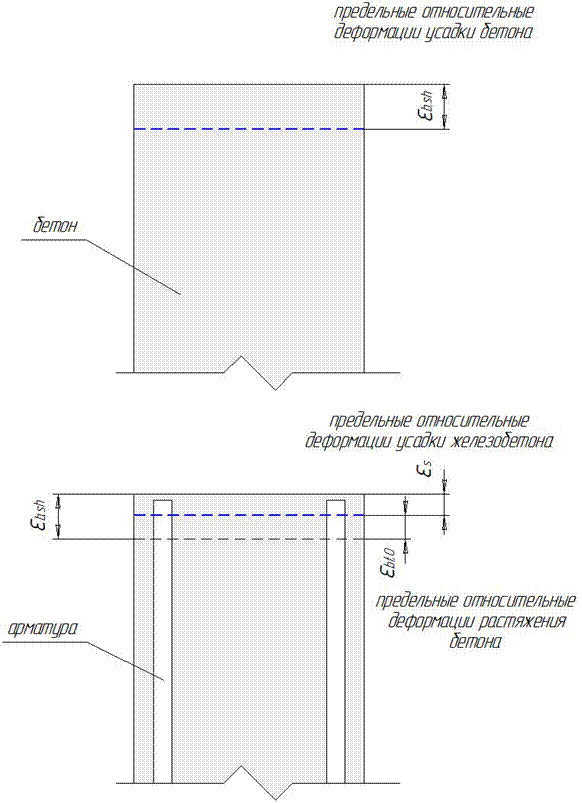 предельные относительные
деформации усадки бетона
εb.sh
бетон
предельные относительные
деформации усадки железобетона
εs
εb.sh
εbt.0
предельные относительные
деформации растяжения
бетона
арматура